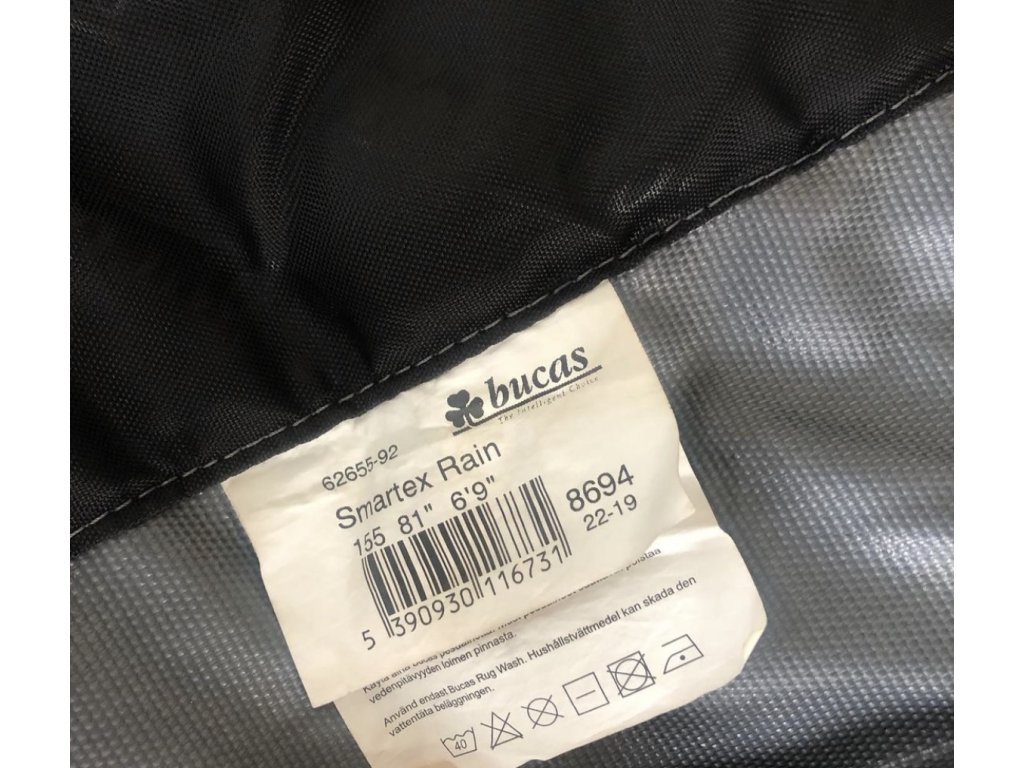 bucas
The Intelligent Choice
62655-92
Smartex Rain
155 81" 6'9"
8694
22-19
5 390930 116731
vedenpitävyyden loimen pinnasta.
Använd endast Bucas Rug Wash. Hushållstvättmedel kan skada den
vattentäta beläggningen.
40